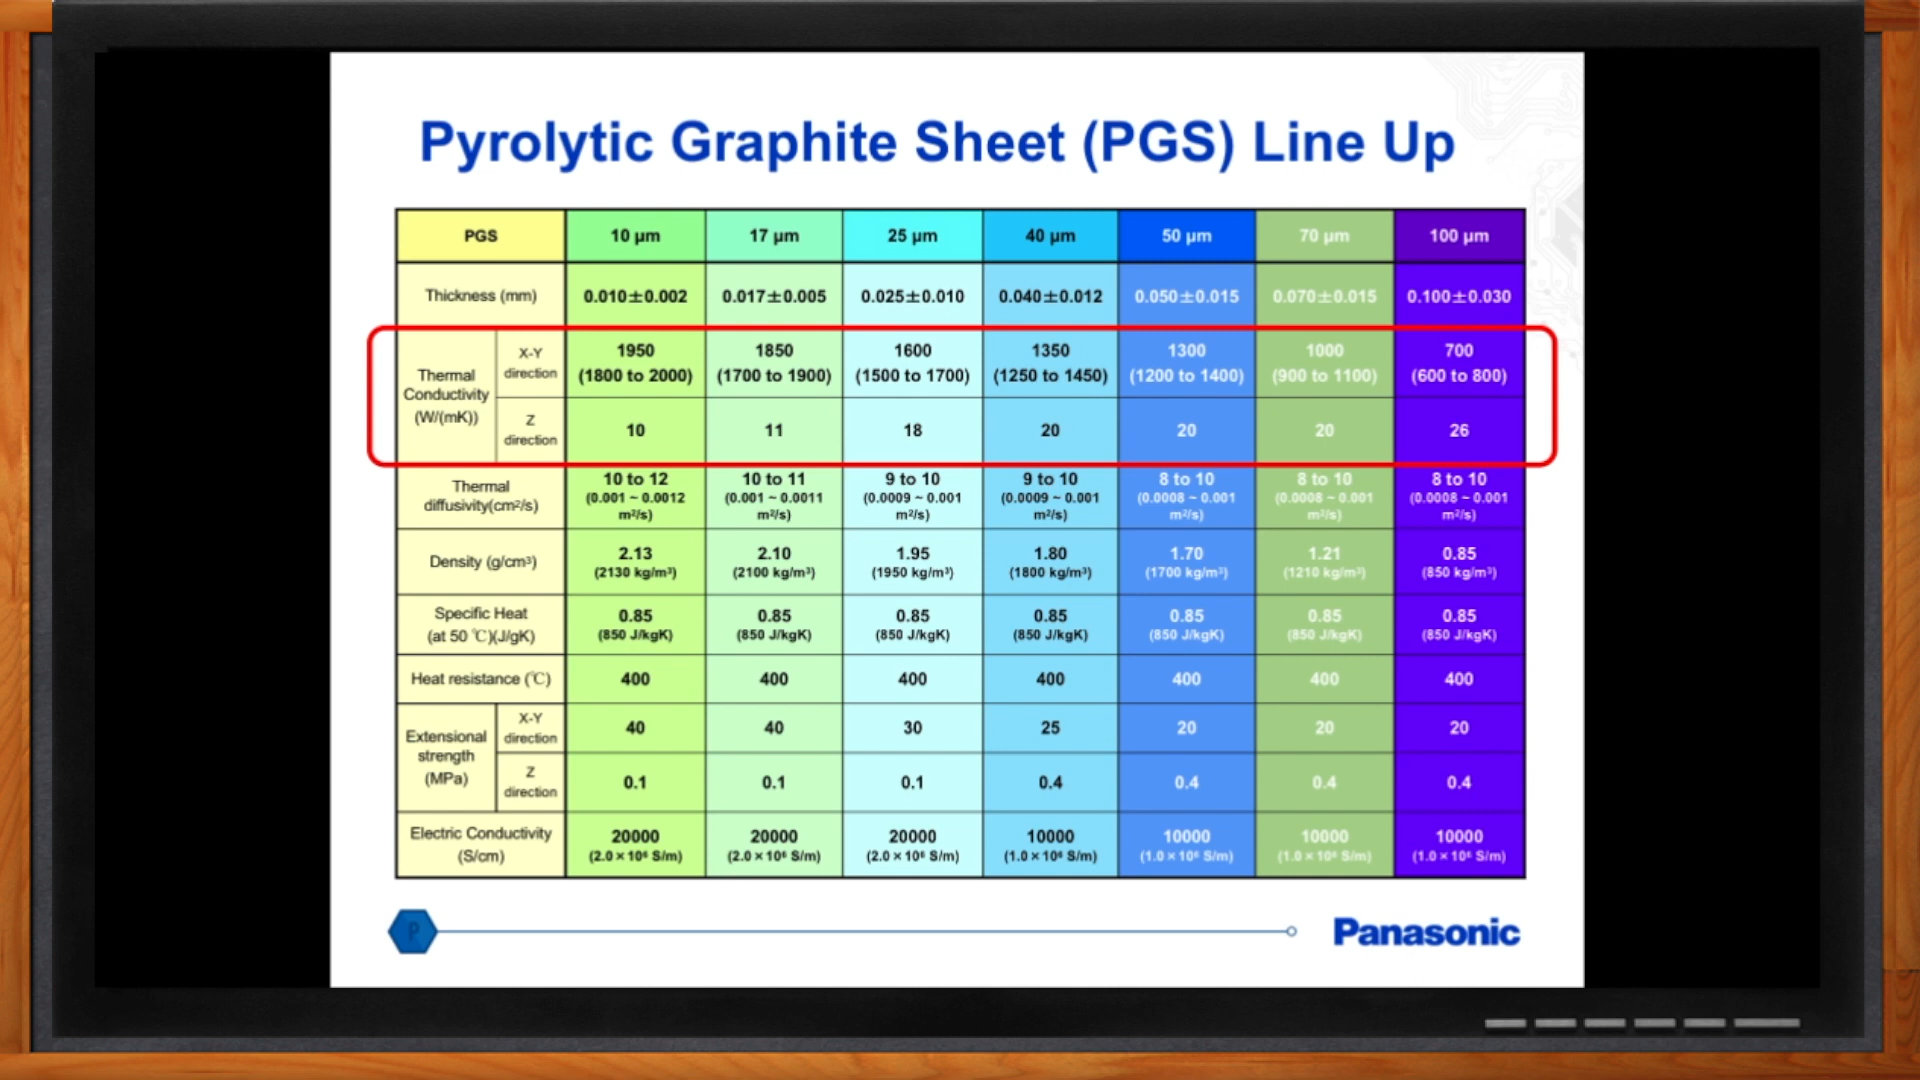 Pyrolytic Graphite Sheet (PGS) Line Up
PGS 10 μm 17 μm 25 μm 40 μm 50 μm 70 μm 100 μm
Thickness (mm) 0.010±0.002 0.017±0.005 0.025±0.010 0.040±0.012 0.050±0.015 0.070±0.015 0.100±0.030
Thermal
Conductivity
(W/(mK))
X-Y
direction
1950 1850 1600 1350 1300 1000 700
(1800 to 2000) (1700 to 1900) (1500 to 1700) (1250 to 1450) (1200 to 1400) (900 to 1100) (600 to 800)
Z
direction
10 11 18 20 20 20 26
Thermal
diffusivity(cm²/s)
10 to 12 10 to 11 9 to 10 9 to 10 8 to 10 8 to 10 8 to 10
(0.001 ~ 0.0012 (0.001 ~ 0.0011 (0.0009 ~ 0.001 (0.0009 ~ 0.001 (0.0008 ~ 0.001 (0.0008 ~ 0.001 (0.0008 ~ 0.001
m²/s) m²/s) m²/s) m²/s) m²/s) m²/s) m²/s)
Density (g/cm³)
2.13 2.10 1.95 1.80 1.70 1.21 0.85
(2130 kg/m³) (2100 kg/m³) (1950 kg/m³) (1800 kg/m³) (1700 kg/m³) (1210 kg/m³) (850 kg/m³)
Specific Heat
(at 50 ℃)(J/gK)
0.85 0.85 0.85 0.85 0.85 0.85 0.85
(850 J/kgK) (850 J/kgK) (850 J/kgK) (850 J/kgK) (850 J/kgK) (850 J/kgK) (850 J/kgK)
Heat resistance (℃) 400 400 400 400 400 400 400
Extensional
strength
(MPa)
X-Y
direction
40 40 30 25 20 20 20
Z
direction
0.1 0.1 0.1 0.4 0.4 0.4 0.4
Electric Conductivity
(S/cm)
20000 20000 20000 10000 10000 10000 10000
(2.0×10⁶ S/m) (2.0×10⁶ S/m) (2.0×10⁶ S/m) (1.0×10⁶ S/m) (1.0×10⁶ S/m) (1.0×10⁶ S/m) (1.0×10⁶ S/m)
P
Panasonic